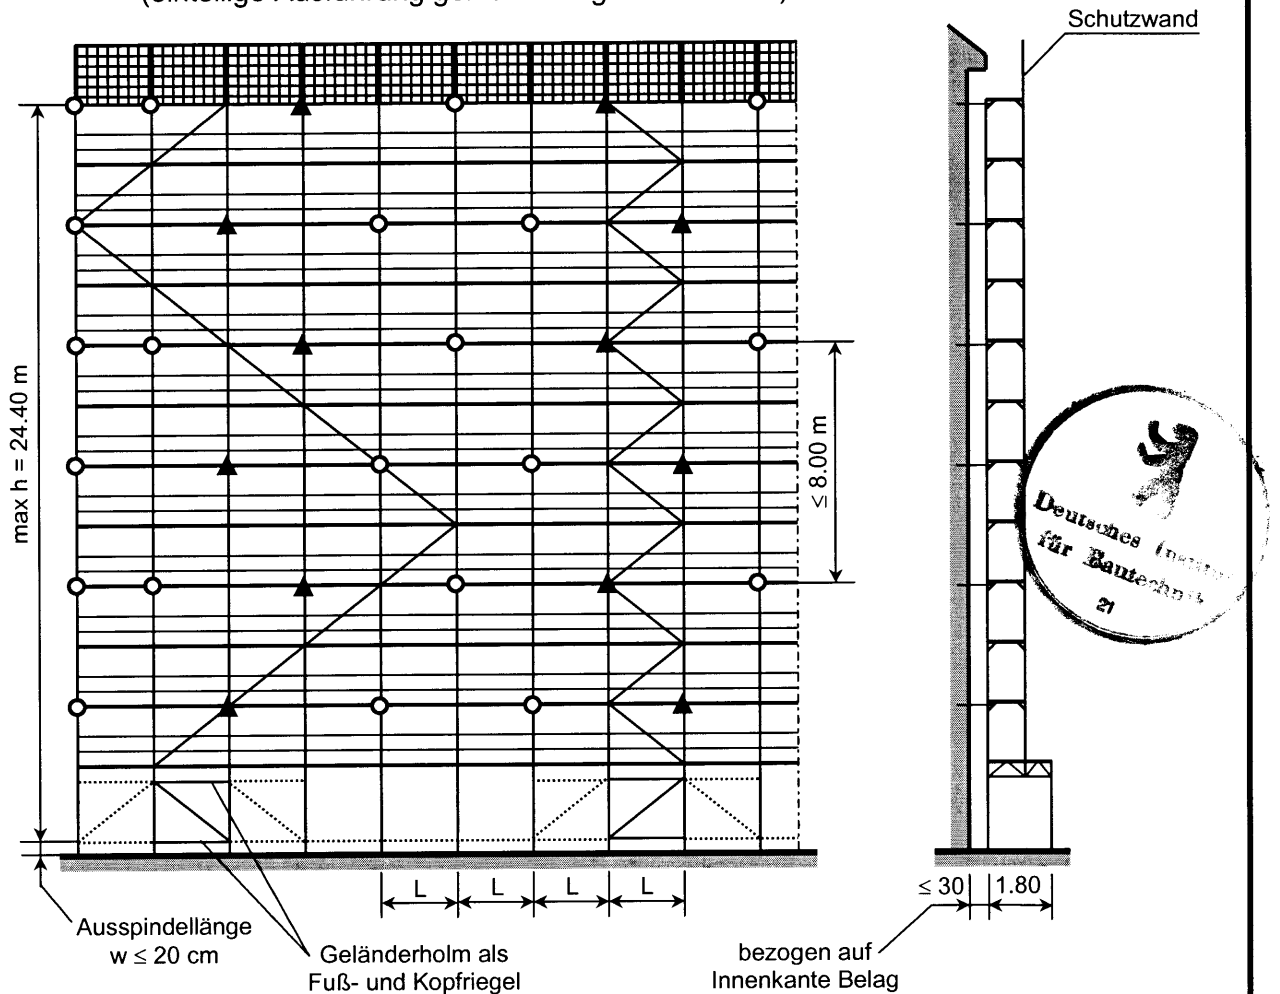 Schutzwand
max h = 24.40 m
≤ 8.00 m
Deutsches
für Bautechnik
21
L L L L
≤ 30 1.80
Ausspindellänge
w ≤ 20 cm
Geländerholm als
Fuß- und Kopfriegel
bezogen auf
Innenkante Belag